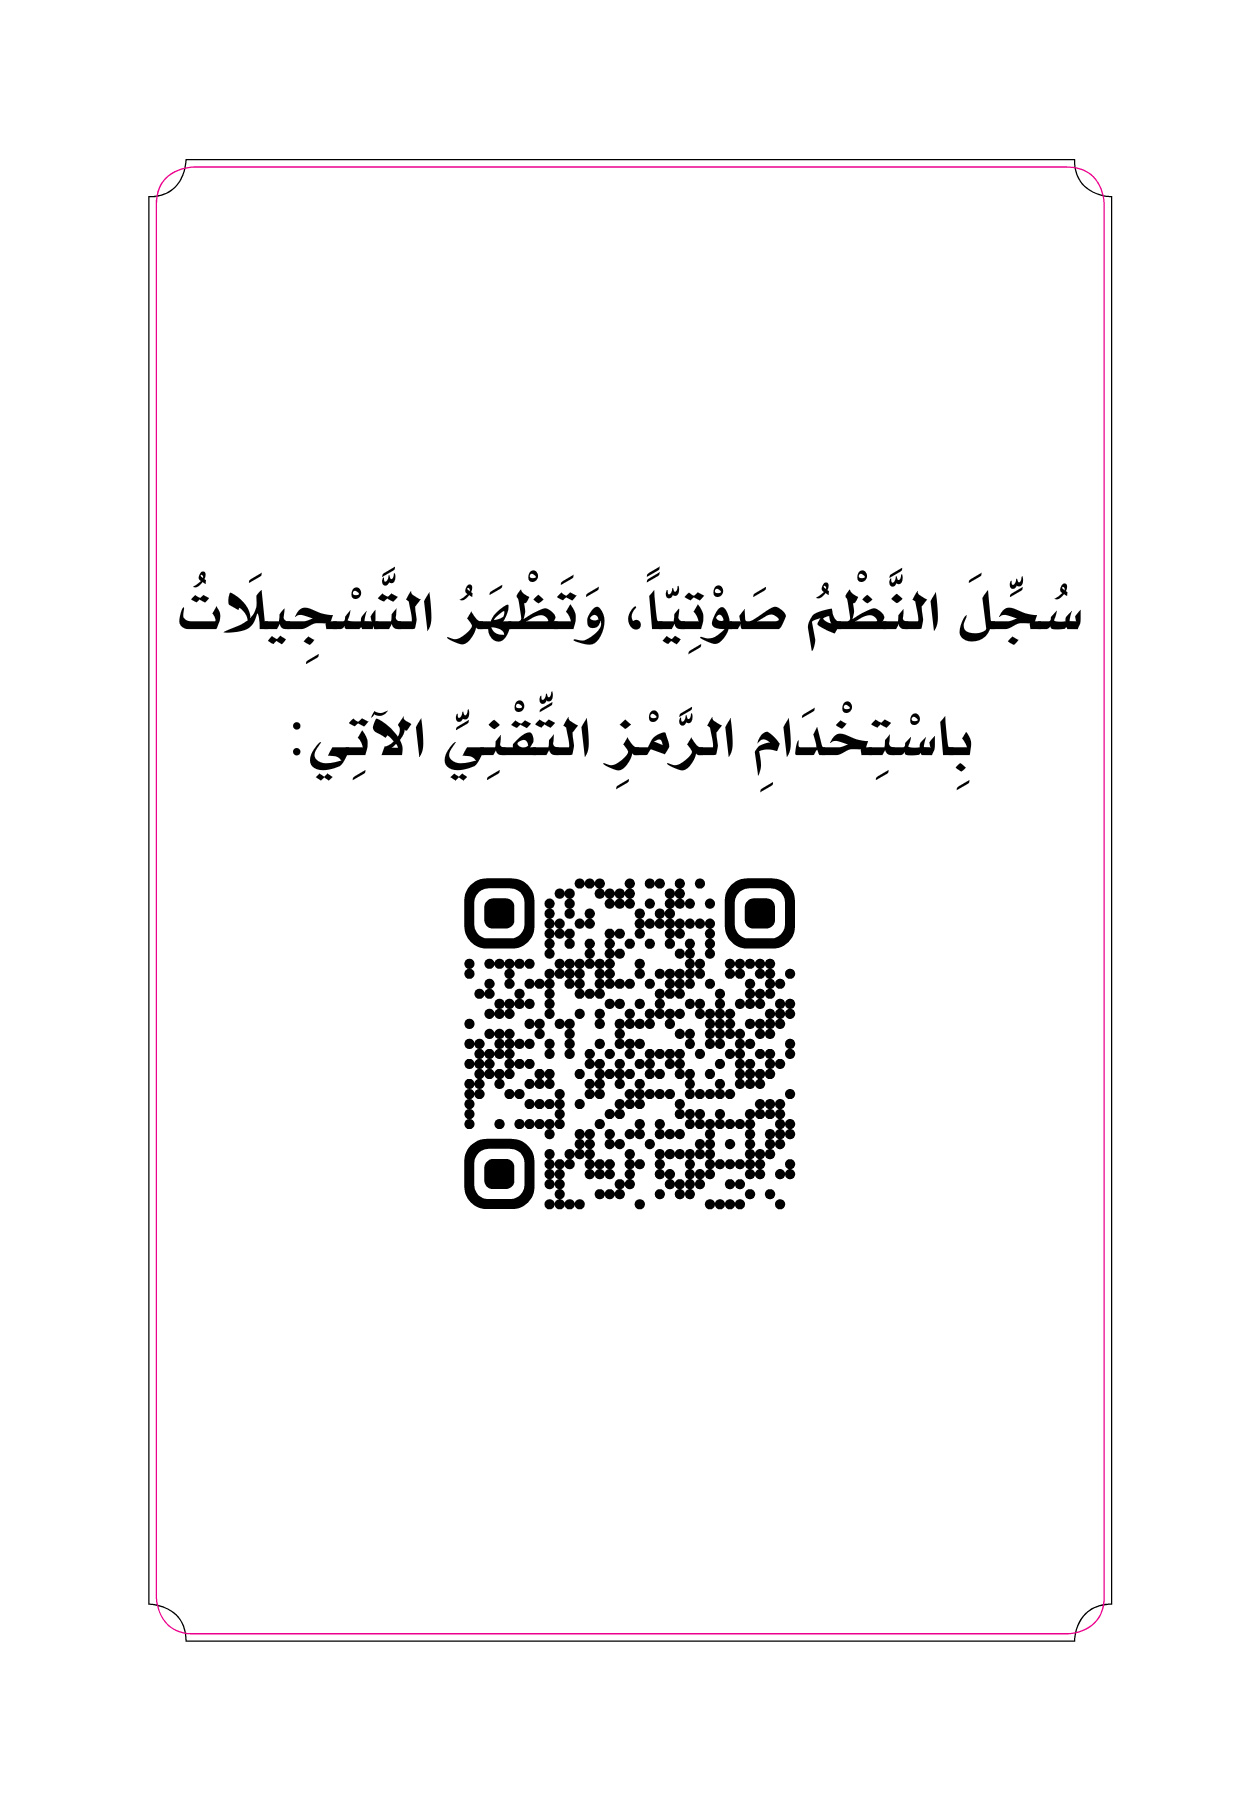 سُجِّلَ النَّظْمُ صَوْتِيّاً، وَتَظْهَرُ التَّسْجِيلَاتُ
بِاسْتِخْدَامِ الرَّمْزِ التِّقْنِيِّ الآتِي: